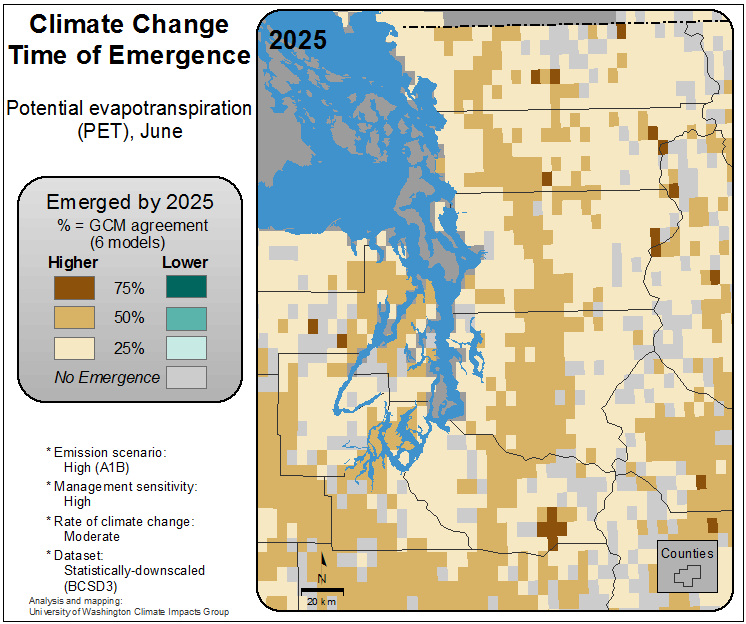 Climate Change
Time of Emergence
Potential evapotranspiration
(PET), June
Emerged by 2025
% = GCM agreement
(6 models)
Higher Lower
75%
50%
25%
No Emergence
* Emission scenario:
High (A1B)
* Management sensitivity:
High
* Rate of climate change:
Moderate
* Dataset:
Statistically-downscaled
(BCSD3)
Analysis and mapping:
University of Washington Climate Impacts Group
2025
N
20 km
Counties